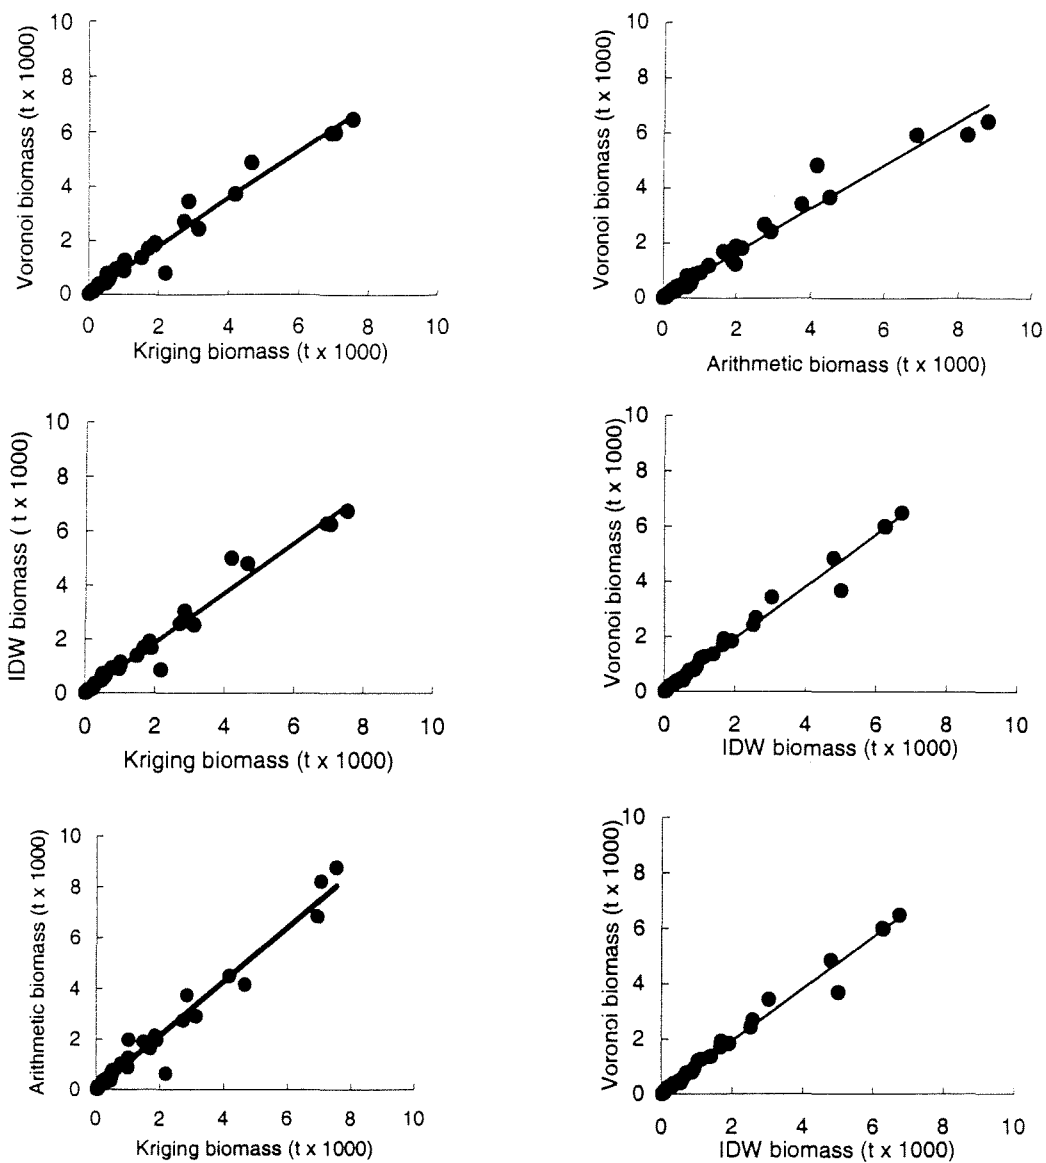 10
8
6
4
2
0
Voronoi biomass (t x 1000)
0 2 4 6 8 10
Kriging biomass (t x 1000)
10
8
6
4
2
0
Voronoi biomass (t x 1000)
0 2 4 6 8 10
Arithmetic biomass (t x 1000)
10
8
6
4
2
0
IDW biomass ( t x 1000)
0 2 4 6 8 10
Kriging biomass (t x 1000)
10
8
6
4
2
0
Voronoi biomass (t x 1000)
0 2 4 6 8 10
IDW biomass (t x 1000)
10
8
6
4
2
0
Arithmetic biomass (t x 1000)
0 2 4 6 8 10
Kriging biomass (t x 1000)
10
8
6
4
2
0
Voronoi biomass (t x 1000)
0 2 4 6 8 10
IDW biomass (t x 1000)